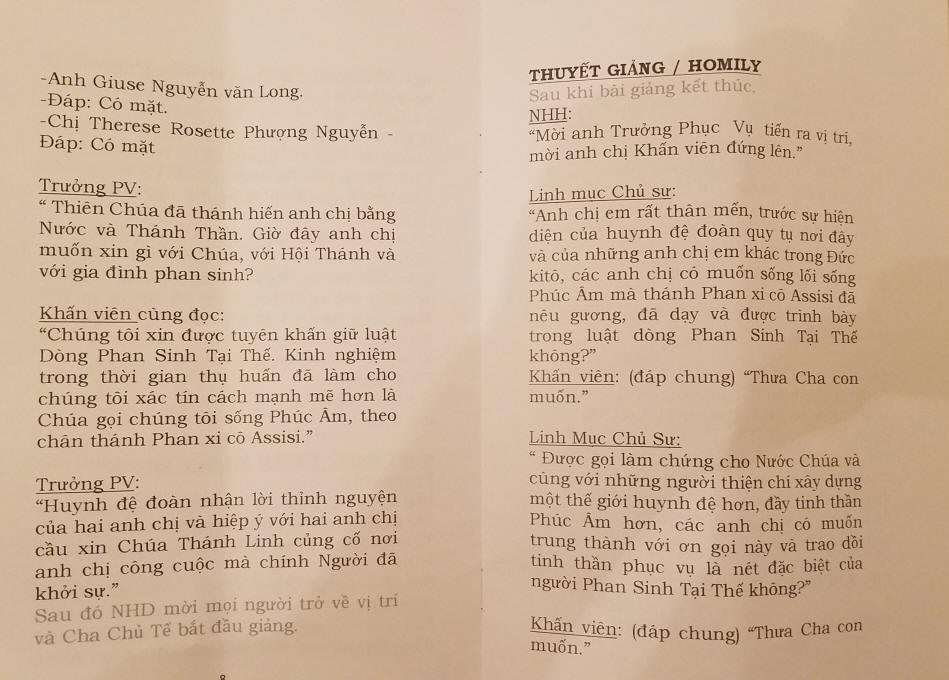 -Anh Giuse Nguyễn văn Long.
-Đáp: Có mặt.
-Chị Therese Rosette Phượng Nguyễn -
Đáp: Có mặt
Trưởng PV:
“ Thiên Chúa đã thánh hiến anh chị bằng
Nước và Thánh Thần. Giờ đây anh chị
muốn xin gì với Chúa, với Hội Thánh và
với gia đình phan sinh?
Khấn viên cùng đọc:
“Chúng tôi xin được tuyên khấn giữ luật
Dòng Phan Sinh Tại Thế. Kinh nghiệm
trong thời gian thụ huấn đã làm cho
chúng tôi xác tín cách mạnh mẽ hơn là
Chúa gọi chúng tôi sống Phúc Âm, theo
chân thánh Phan xi cô Assisi.”
Trưởng PV:
“Huynh đệ đoàn nhận lời thỉnh nguyện
của hai anh chị và hiệp ý với hai anh chị
cầu xin Chúa Thánh Linh củng cố nơi
anh chị công cuộc mà chính Người đã
khởi sự.”
Sau đó NHD mời mọi người trở về vị trí
và Cha Chủ Tế bắt đầu giảng.
8
THUYẾT GIẢNG / HOMILY
Sau khi bài giảng kết thúc.
NHH:
“Mời anh Trưởng Phục Vụ tiến ra vị trí,
mời anh chị Khấn viên đứng lên.”
Linh mục Chủ sự:
“Anh chị em rất thân mến, trước sự hiện
diện của huynh đệ đoàn quy tụ nơi đây
và của những anh chị em khác trong Đức
kitô, các anh chị có muốn sống lối sống
Phúc Âm mà thánh Phan xi cô Assisi đã
nêu gương, đã dạy và được trình bày
trong luật dòng Phan Sinh Tại Thế
không?”
Khấn viên: (đáp chung) “Thưa Cha con
muốn.”
Linh Mục Chủ Sự:
“ Được gọi làm chứng cho Nước Chúa và
cùng với những người thiện chí xây dựng
một thế giới huynh đệ hơn, đầy tinh thần
Phúc Âm hơn, các anh chị có muốn
trung thành với ơn gọi này và trao dồi
tinh thần phục vụ là nét đặc biệt của
người Phan Sinh Tại Thế không?”
Khấn viên: (đáp chung) “Thưa Cha con
muốn.”